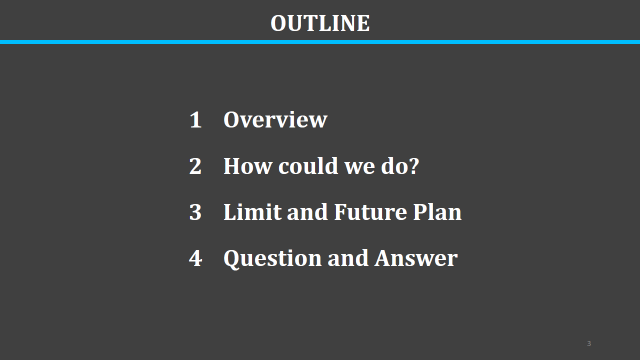 OUTLINE
1 Overview
2 How could we do?
3 Limit and Future Plan
4 Question and Answer
3